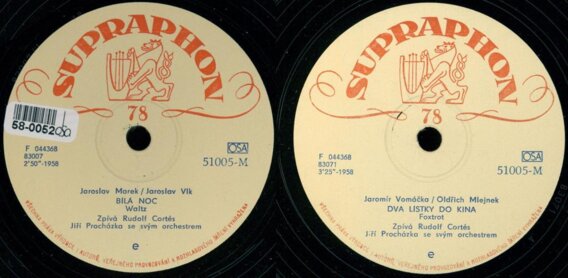 SUPRAPHON
78
58-0052
F 044368
83007
2'50"-1958
OSA
51005-M
Jaroslav Marek / Jaroslav Vlk
BÍLÁ NOC
Waltz
Zpívá Rudolf Cortés
Jiří Procházka se svým orchestrem
e
SUPRAPHON
78
F 044368
83071
3'25"-1958
OSA
51005-M
Jaromír Vomáčka / Oldřich Mlejnek
DVA LÍSTKY DO KINA
Foxtrot
Zpívá Rudolf Cortés
Jiří Procházka se svým orchestrem
e